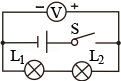 − V +
S
L₁ L₂